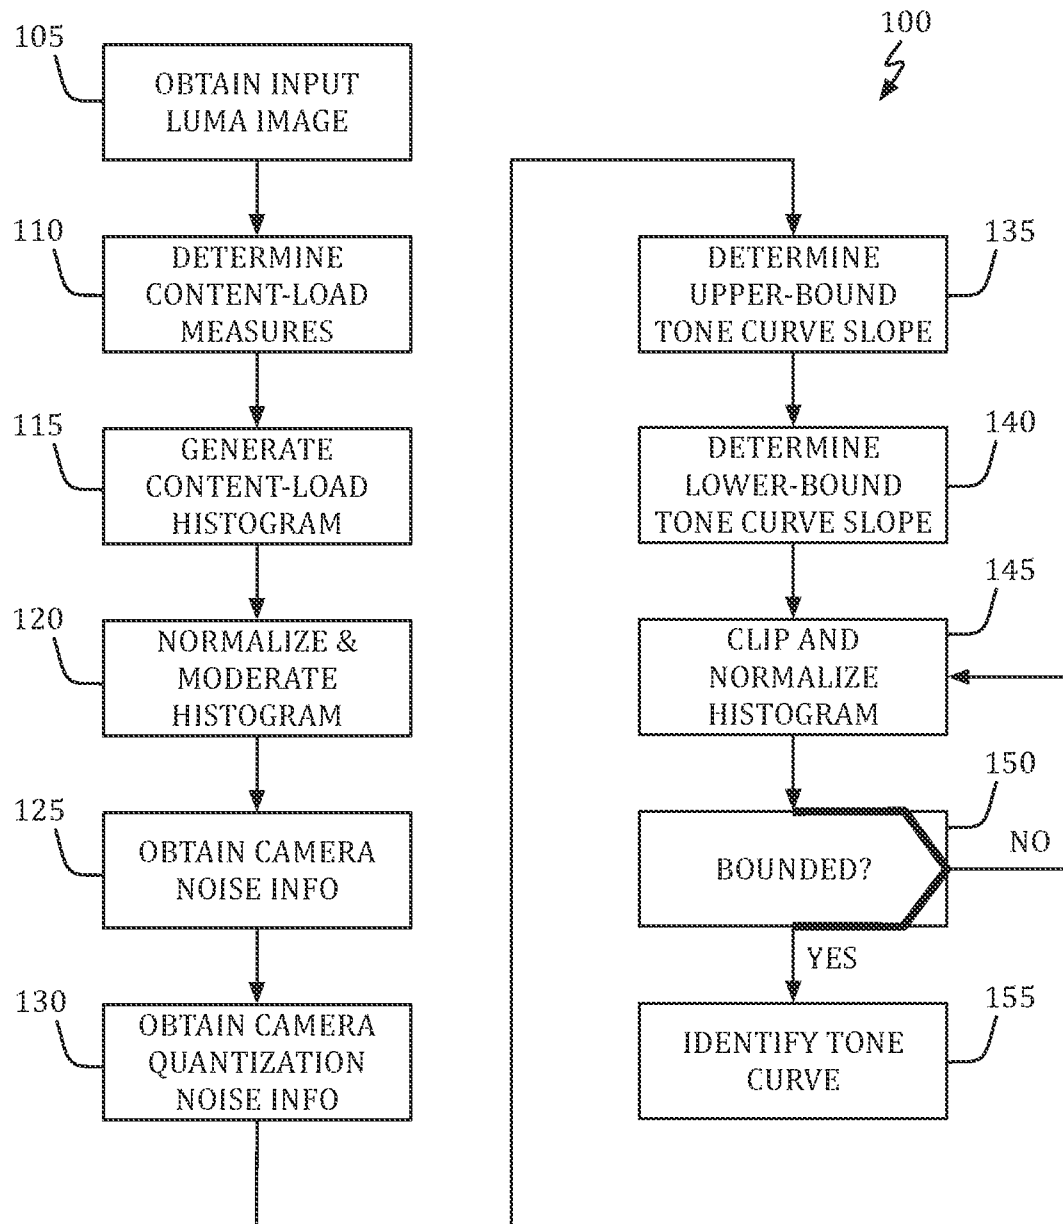 100
105
OBTAIN INPUT
LUMA IMAGE
110
DETERMINE
CONTENT-LOAD
MEASURES
115
GENERATE
CONTENT-LOAD
HISTOGRAM
120
NORMALIZE &
MODERATE
HISTOGRAM
125
OBTAIN CAMERA
NOISE INFO
130
OBTAIN CAMERA
QUANTIZATION
NOISE INFO
135
DETERMINE
UPPER-BOUND
TONE CURVE SLOPE
140
DETERMINE
LOWER-BOUND
TONE CURVE SLOPE
145
CLIP AND
NORMALIZE
HISTOGRAM
150
BOUNDED?
NO
YES
155
IDENTIFY TONE
CURVE